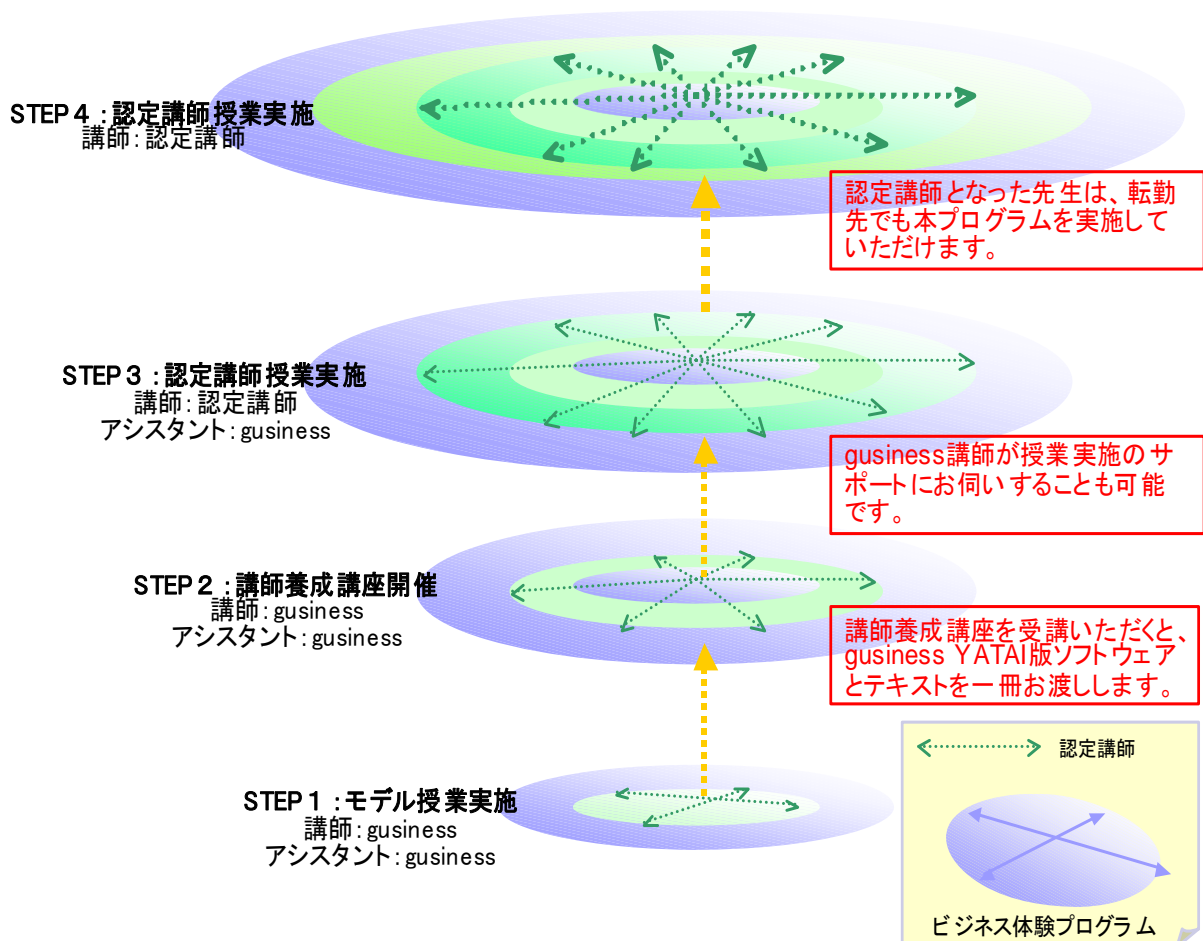 STEP４：認定講師授業実施
講師：認定講師
認定講師となった先生は、転勤
先でも本プログラムを実施して
いただけます。
STEP３：認定講師授業実施
講師：認定講師
アシスタント：gusiness
gusiness講師が授業実施のサ
ポートにお伺いすることも可能
です。
STEP２：講師養成講座開催
講師：gusiness
アシスタント：gusiness
講師養成講座を受講いただくと、
gusiness YATAI版ソフトウェア
とテキストを一冊お渡しします。
STEP１：モデル授業実施
講師：gusiness
アシスタント：gusiness
認定講師
ビジネス体験プログラム